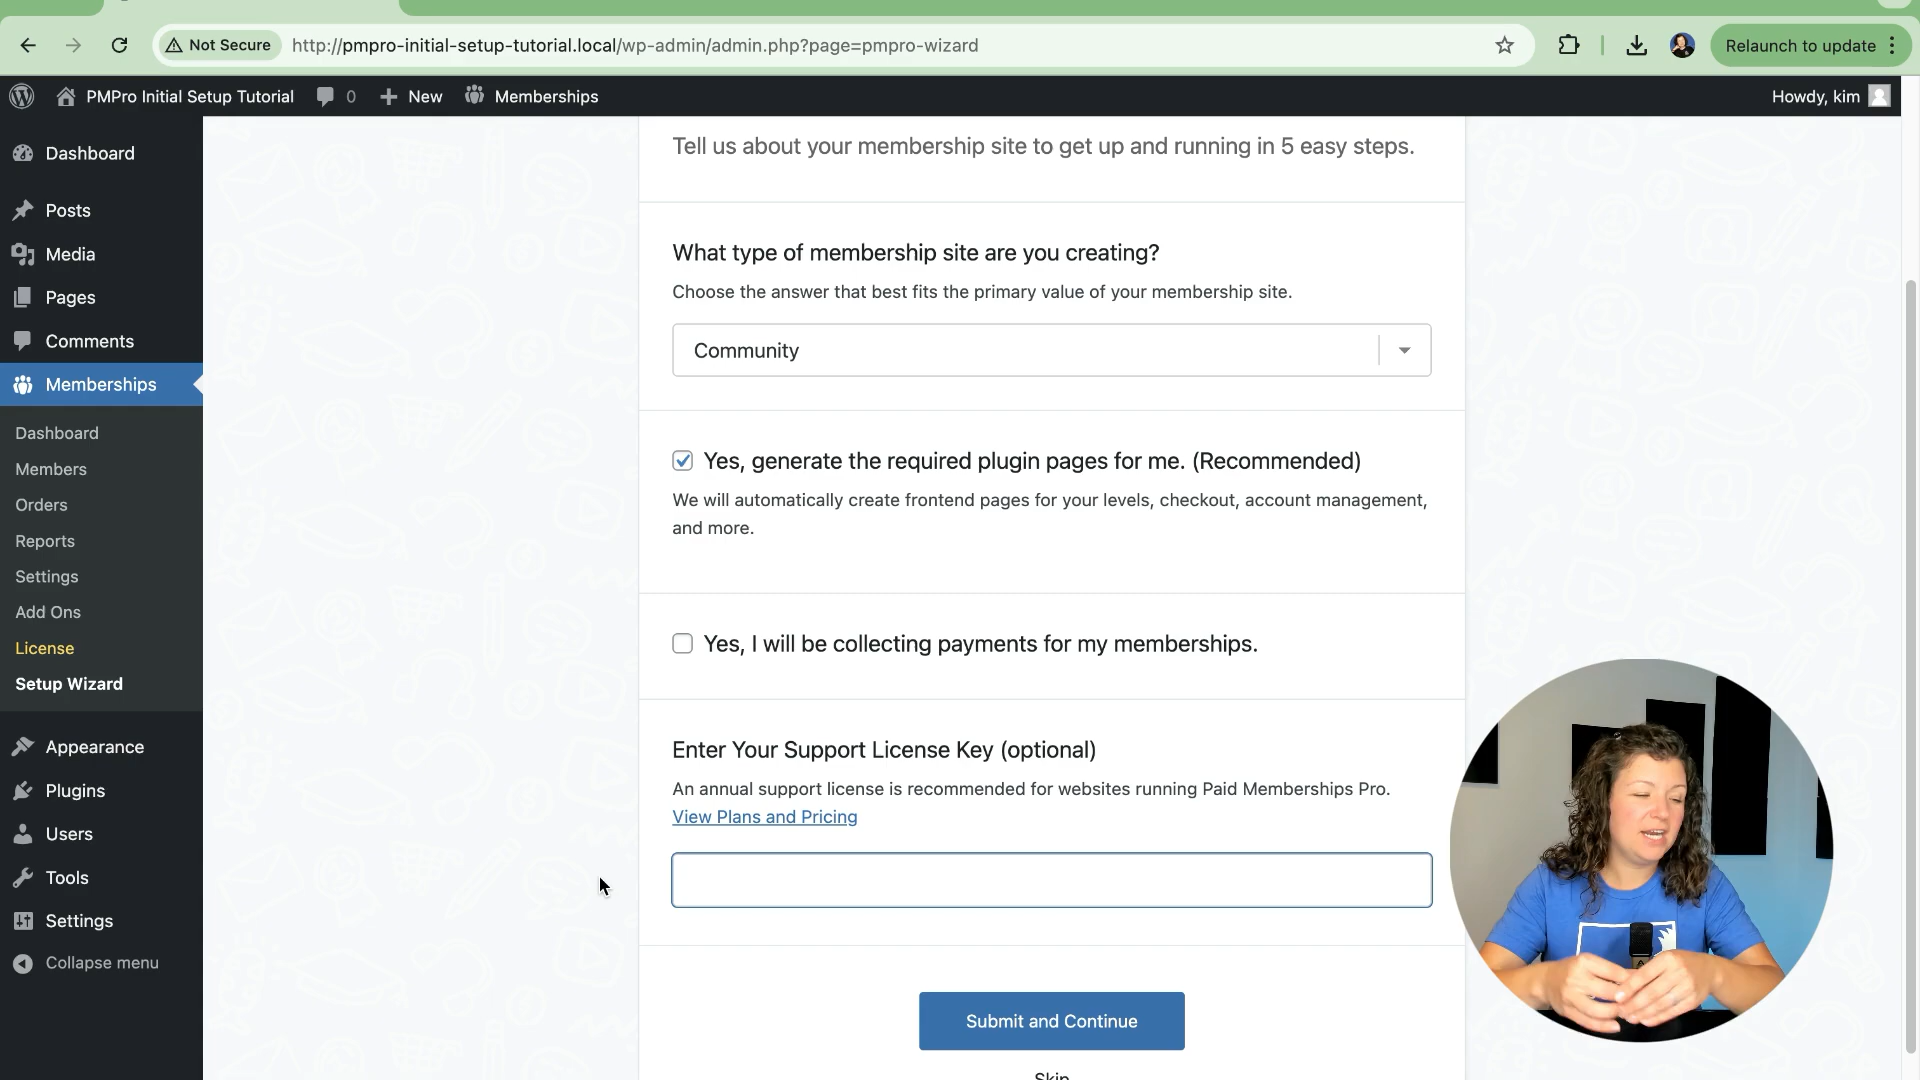 Not Secure
http://pmpro-initial-setup-tutorial.local/wp-admin/admin.php?page=pmpro-wizard
Relaunch to update
PMPro Initial Setup Tutorial
0
New
Memberships
Howdy, kim
Dashboard
Posts
Media
Pages
Comments
Memberships
Dashboard
Members
Orders
Reports
Settings
Add Ons
License
Setup Wizard
Appearance
Plugins
Users
Tools
Settings
Collapse menu
Tell us about your membership site to get up and running in 5 easy steps.
What type of membership site are you creating?
Choose the answer that best fits the primary value of your membership site.
Community
Yes, generate the required plugin pages for me. (Recommended)
We will automatically create frontend pages for your levels, checkout, account management,
and more.
Yes, I will be collecting payments for my memberships.
Enter Your Support License Key (optional)
An annual support license is recommended for websites running Paid Memberships Pro.
View Plans and Pricing
Submit and Continue
Skip